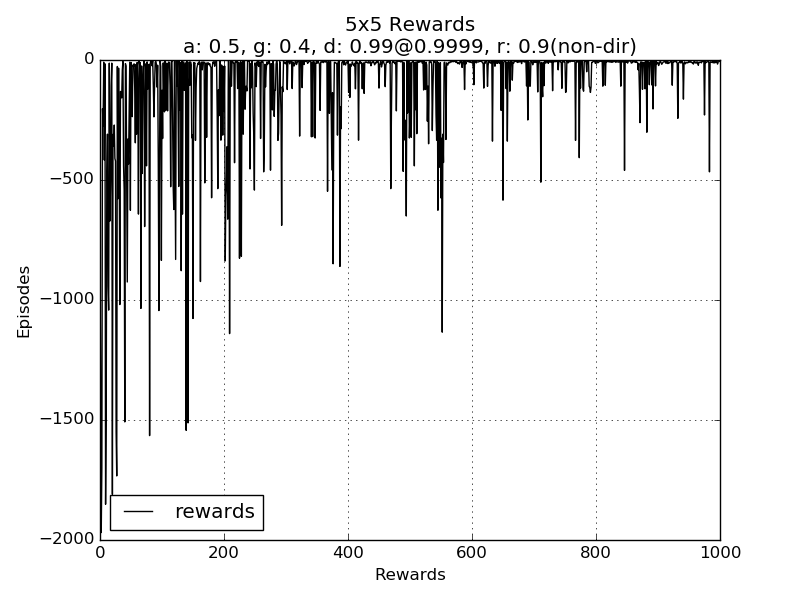 5x5 Rewards
a: 0.5, g: 0.4, d: 0.99@0.9999, r: 0.9(non-dir)
0
−500
−1000
−1500
−2000
Episodes
rewards
0 200 400 600 800 1000
Rewards